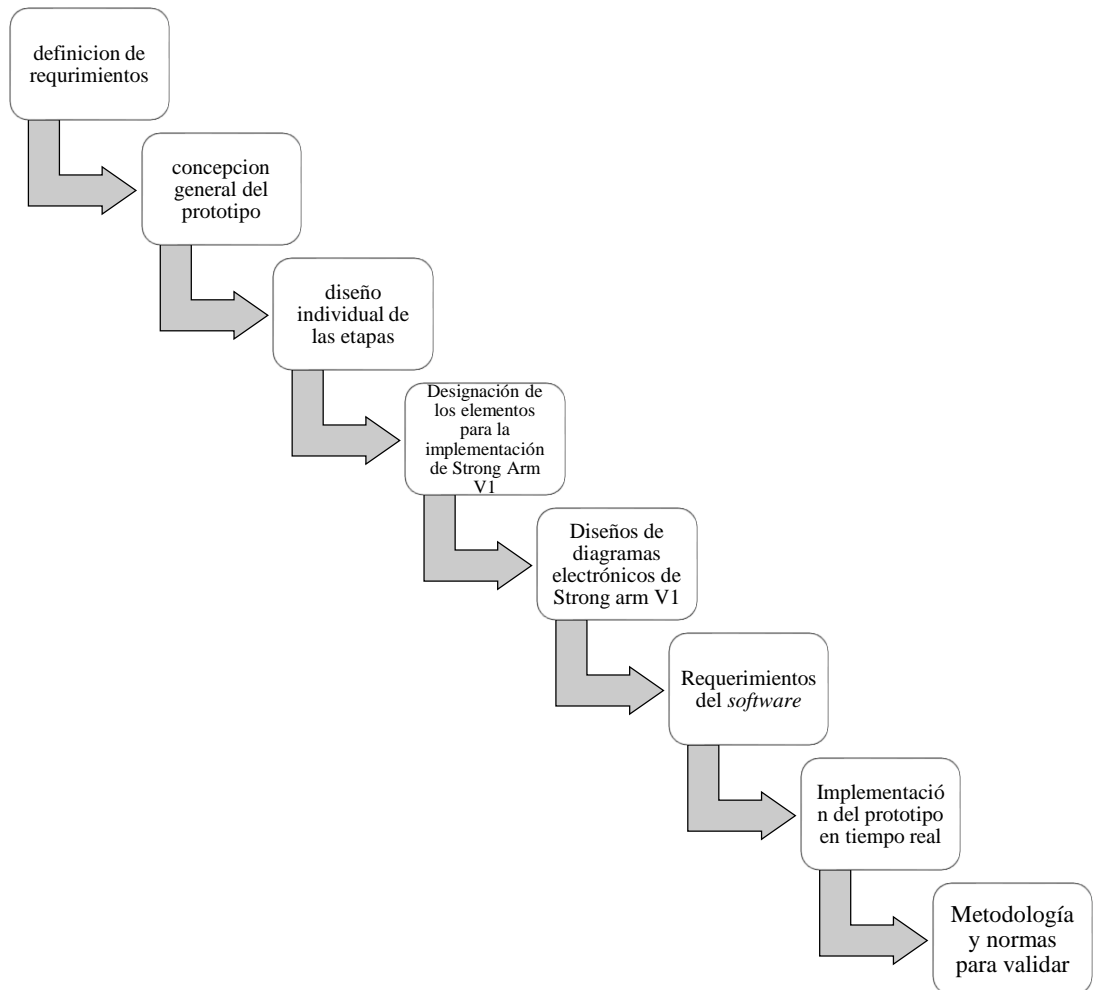 definicion de
requrimientos
concepcion
general del
prototipo
diseño
individual de
las etapas
Designación de
los elementos
para la
implementación
de Strong Arm
V1
Diseños de
diagramas
electrónicos de
Strong arm V1
Requerimientos
del software
Implementació
n del prototipo
en tiempo real
Metodología
y normas
para validar